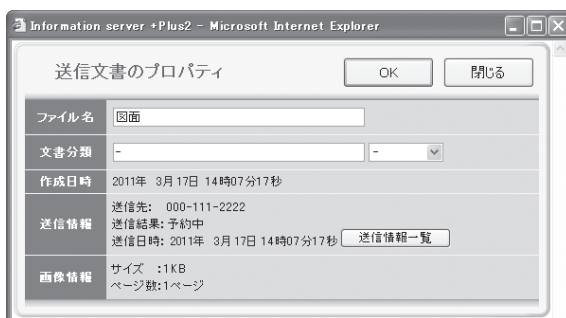 Information server +Plus2 - Microsoft Internet Explorer
送信文書のプロパティ
OK
閉じる
ファイル名 図面
文書分類 - -
作成日時 2011年 3月17日 14時07分17秒
送信情報
送信先: 000-111-2222
送信結果:予約中
送信日時: 2011年 3月17日 14時07分17秒 送信情報一覧
画像情報
サイズ :1KB
ページ数:1ページ